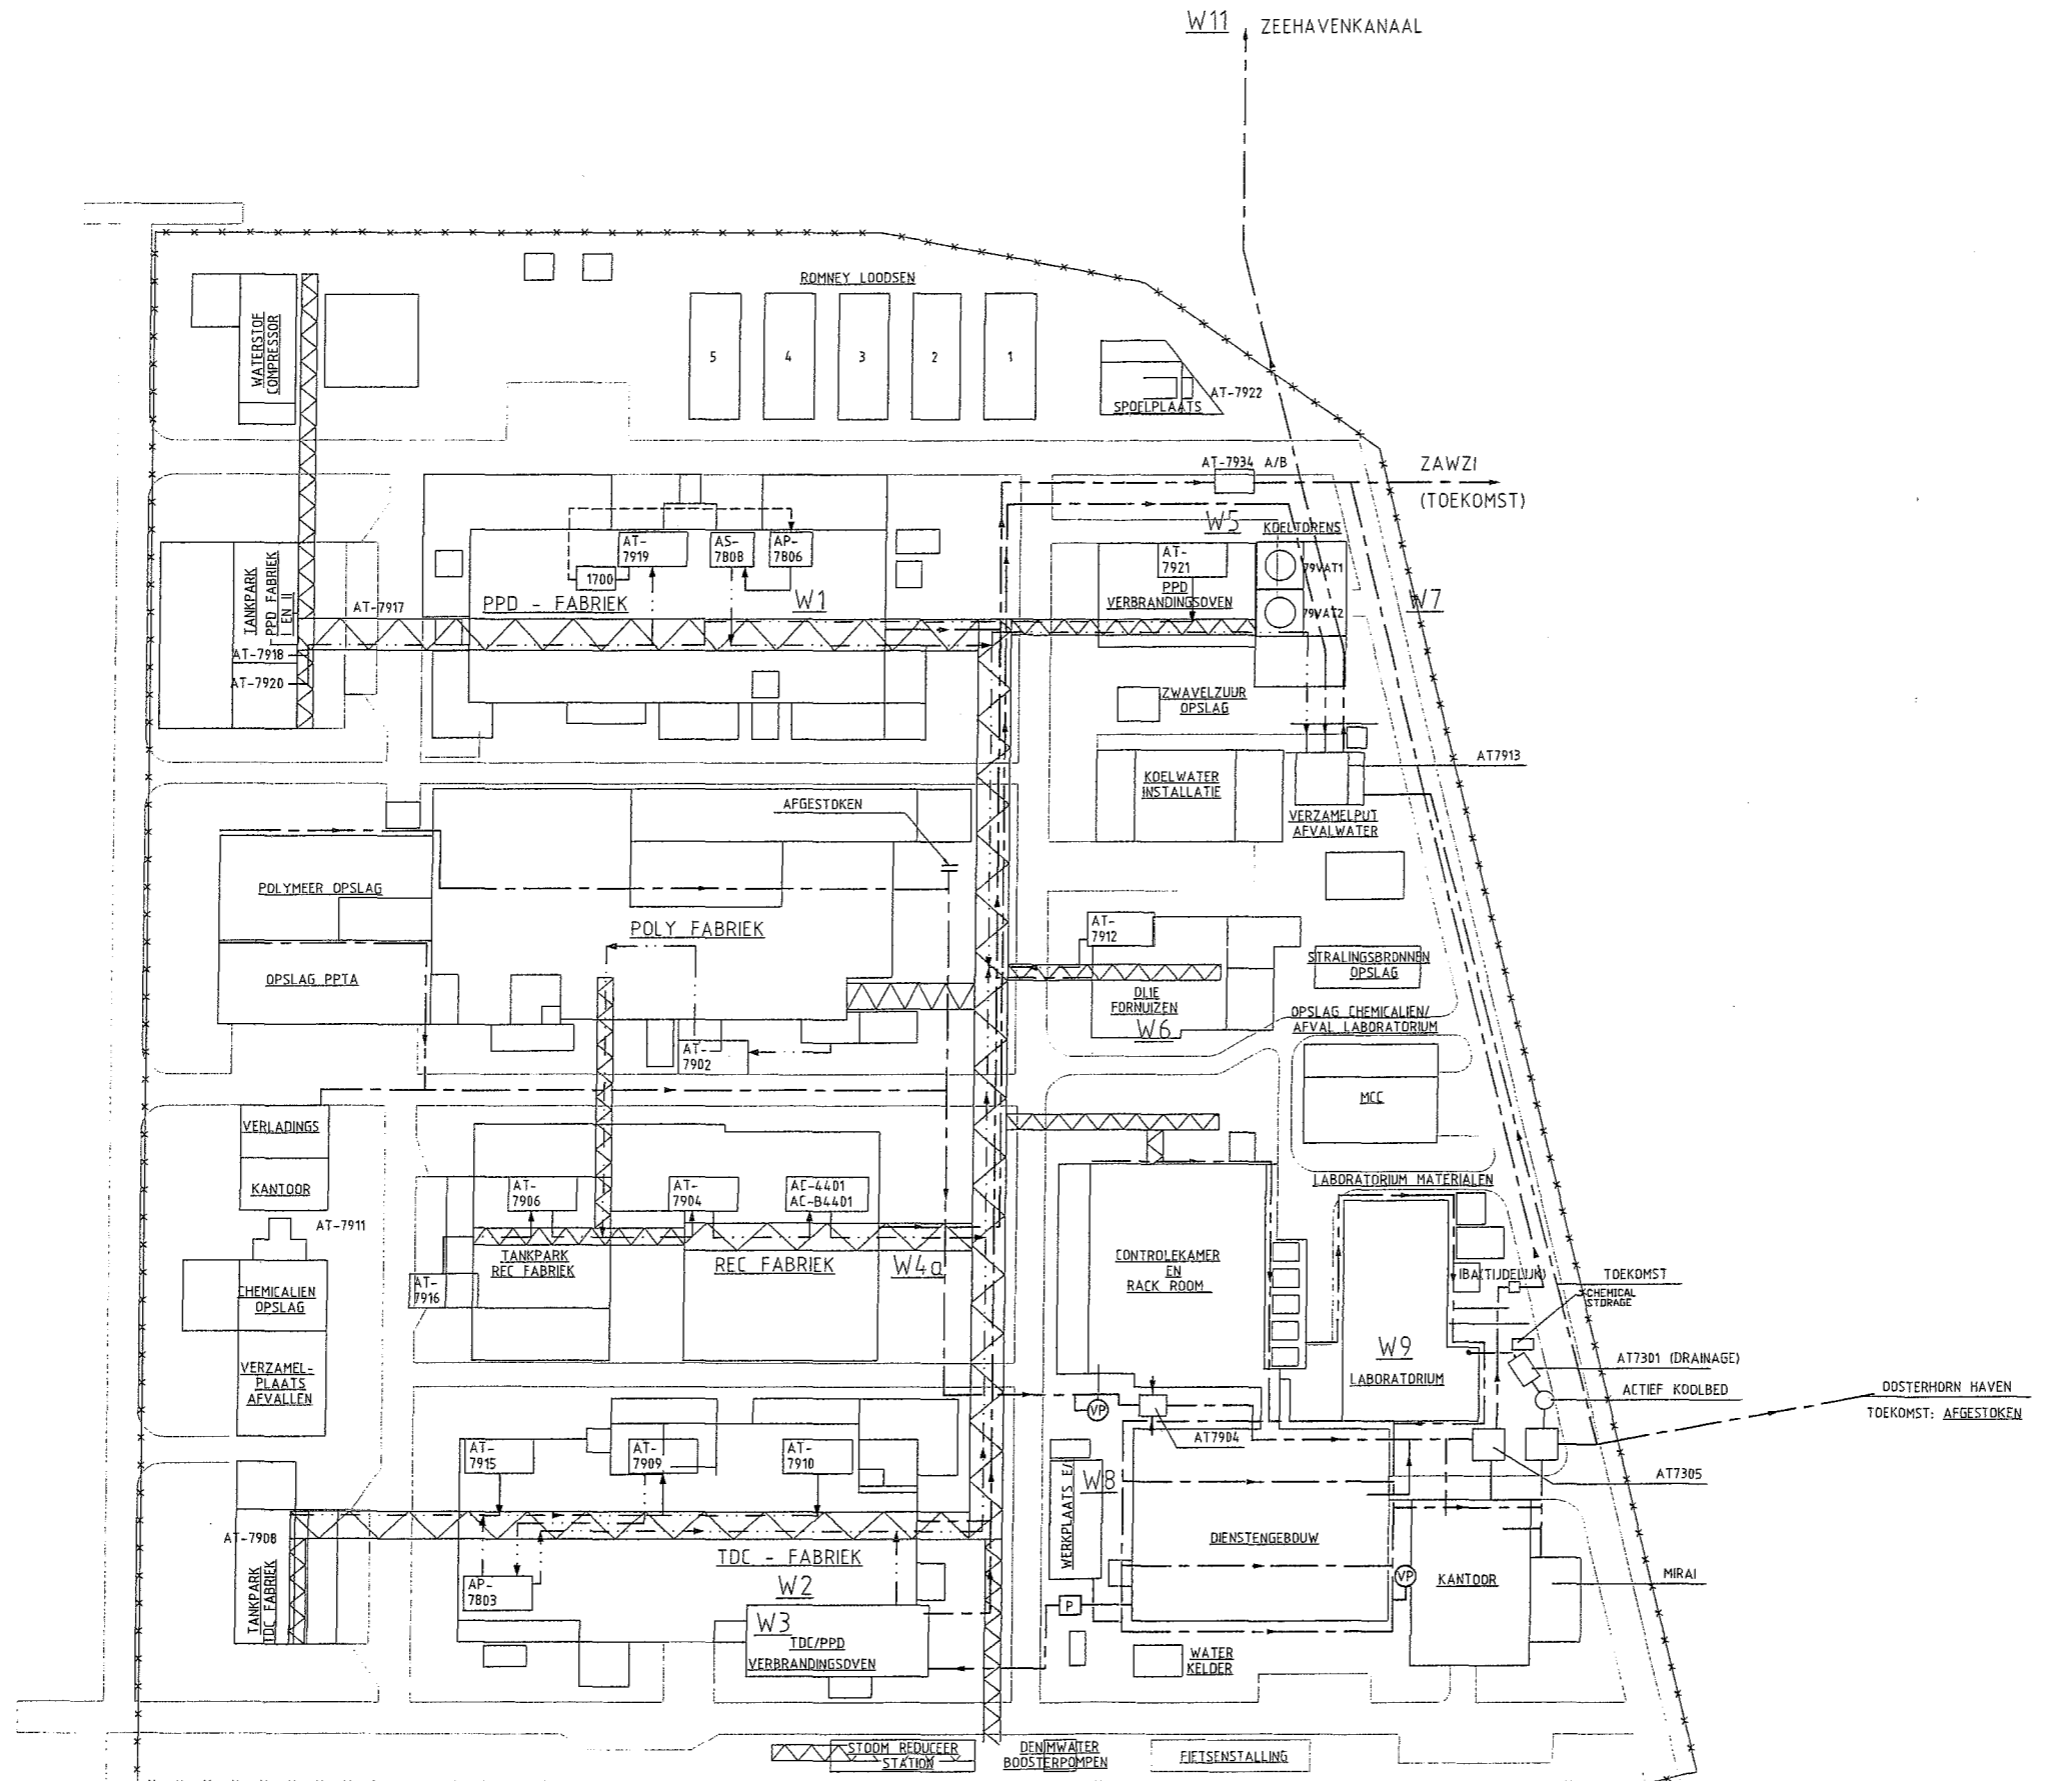 W11 ZEEHAVENKANAAL
ROMNEY LOODSEN
5
4
3
2
1
WATERSTOF
COMPRESSOR
AT-7922
SPOELPLAATS
AT-7934 A/B
ZAWZI
(TOEKOMST)
W5
KOELTORENS
AT-
7919
AS-
7808
AP-
7806
1700
PPD - FABRIEK
W1
AT-
7921
PPD
VERBRANDINGSOVEN
79VAT1
79VAT2
W7
TANKPARK
PPD FABRIEK
I EN II
AT-7917
AT-7918
AT-7920
ZWAVELZUUR
OPSLAG
KOELWATER
INSTALLATIE
AT7913
VERZAMELPUT
AFVALWATER
AFGESTOKEN
POLYMEER OPSLAG
POLY FABRIEK
OPSLAG PPTA
AT-
7902
AT-
7912
OLIE
FORNUIZEN
W6
STRALINGSBRONNEN
OPSLAG
OPSLAG CHEMICALIEN/
AFVAL LABORATORIUM
MCC
VERLADINGS
KANTOOR
AT-7911
CHEMICALIEN
OPSLAG
VERZAMEL-
PLAATS
AFVALLEN
AT-
7906
AT-
7904
AC-4401
AC-B4401
TANKPARK
REC FABRIEK
REC FABRIEK
W4a
AT-
7916
CONTROLEKAMER
EN
RACK ROOM
LABORATORIUM MATERIALEN
IBA(TIJDELIJK)
TOEKOMST
CHEMICAL
STORAGE
W9
LABORATORIUM
AT7301 (DRAINAGE)
ACTIEF KOOLBED
OOSTERHORN HAVEN
TOEKOMST: AFGESTOKEN
VP
AT7904
AT7305
AT-
7915
AT-
7909
AT-
7910
AT-7908
TANKPARK
TDC FABRIEK
TDC - FABRIEK
AP-
7803
W2
W3
TDC/PPD
VERBRANDINGSOVEN
W8
WERKPLAATS E/I
DIENSTENGEBOUW
VP
KANTOOR
MIRAI
P
WATER
KELDER
STOOM REDUCEER
STATION
DENIMWATER
BOOSTERPOMPEN
FIETSENSTALLING